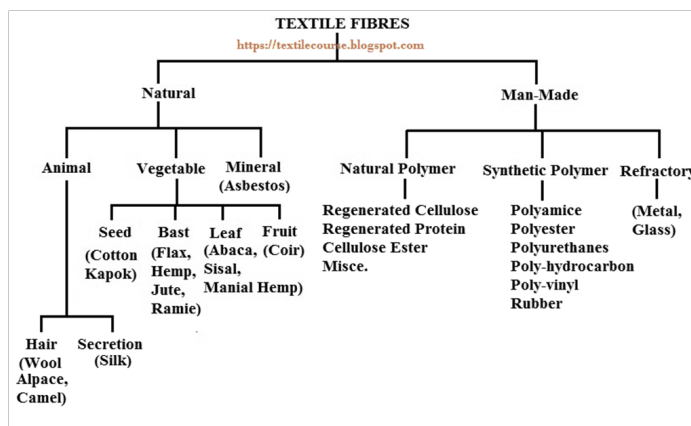 TEXTILE FIBRES
https://textilecourse.blogspot.com
Natural
Man-Made
Animal
Vegetable
Mineral
(Asbestos)
Natural Polymer
Synthetic Polymer
Refractory
Seed
(Cotton
Kapok)
Bast
(Flax,
Hemp,
Jute,
Ramie)
Leaf
(Abaca,
Sisal,
Manial Hemp)
Fruit
(Coir)
Regenerated Cellulose
Regenerated Protein
Cellulose Ester
Misce.
Polyamice
Polyester
Polyurethanes
Poly-hydrocarbon
Poly-vinyl
Rubber
(Metal,
Glass)
Hair
(Wool
Alpace,
Camel)
Secretion
(Silk)